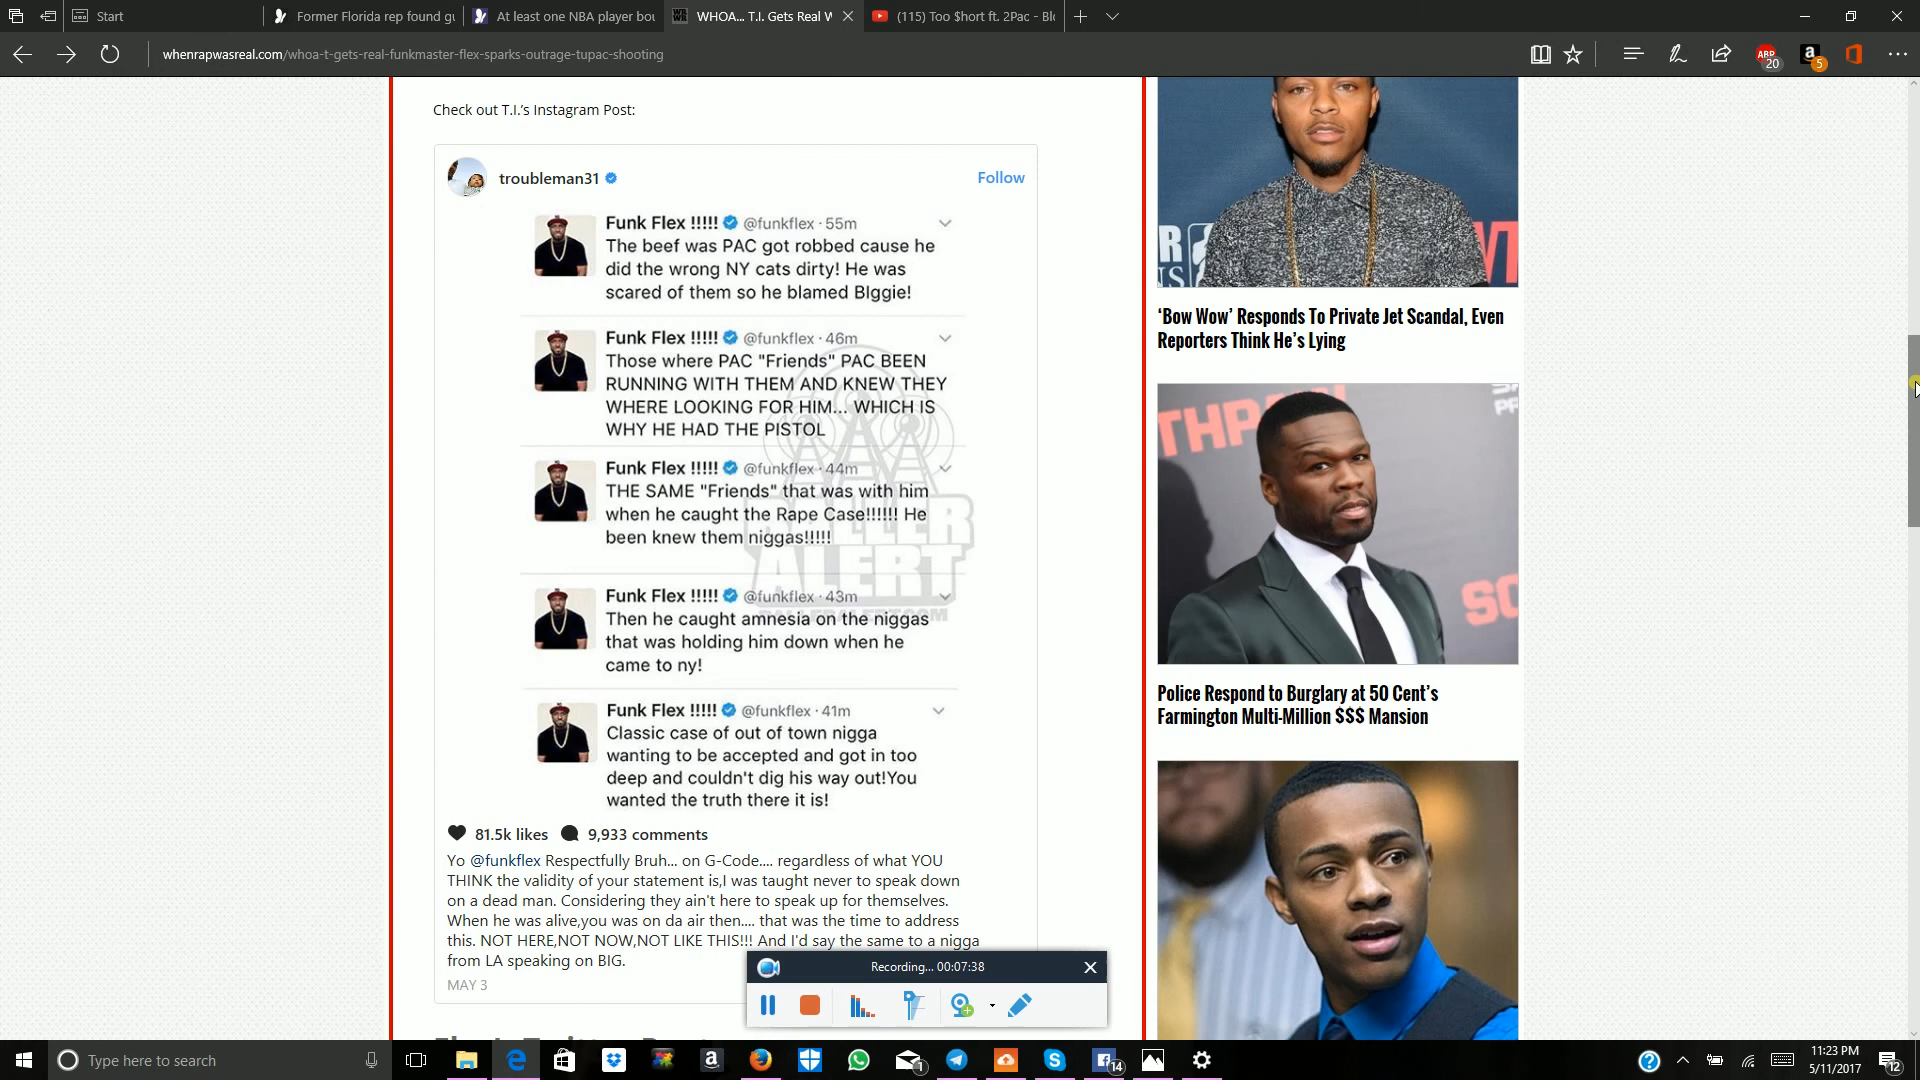 Start
Former Florida rep found gu
At least one NBA player bou
WHOA... T.I. Gets Real W
(115) Too $hort ft. 2Pac - Bl
whenrapwasreal.com/whoa-t-gets-real-funkmaster-flex-sparks-outrage-tupac-shooting
ABP
20
5
Check out T.I.'s Instagram Post:
troubleman31
Follow
Funk Flex !!!!! @funkflex · 55m
The beef was PAC got robbed cause he
did the wrong NY cats dirty! He was
scared of them so he blamed BIggie!
Funk Flex !!!!! @funkflex · 46m
Those where PAC "Friends" PAC BEEN
RUNNING WITH THEM AND KNEW THEY
WHERE LOOKING FOR HIM... WHICH IS
WHY HE HAD THE PISTOL
Funk Flex !!!!! @funkflex · 44m
THE SAME "Friends" that was with him
when he caught the Rape Case!!!!!! He
been knew them niggas!!!!!
BALLER
ALERT
BALLERALERT.COM
Funk Flex !!!!! @funkflex · 43m
Then he caught amnesia on the niggas
that was holding him down when he
came to ny!
Funk Flex !!!!! @funkflex · 41m
Classic case of out of town nigga
wanting to be accepted and got in too
deep and couldn't dig his way out!You
wanted the truth there it is!
81.5k likes 9,933 comments
Yo @funkflex Respectfully Bruh... on G-Code.... regardless of what YOU
THINK the validity of your statement is,I was taught never to speak down
on a dead man. Considering they ain't here to speak up for themselves.
When he was alive,you was on da air then.... that was the time to address
this. NOT HERE,NOT NOW,NOT LIKE THIS!!! And I'd say the same to a nigga
from LA speaking on BIG.
MAY 3
‘Bow Wow’ Responds To Private Jet Scandal, Even
Reporters Think He’s Lying
THPA
SO
Police Respond to Burglary at 50 Cent’s
Farmington Multi-Million $$$ Mansion
Recording... 00:07:38
Type here to search
1
14
11:23 PM
5/11/2017
12